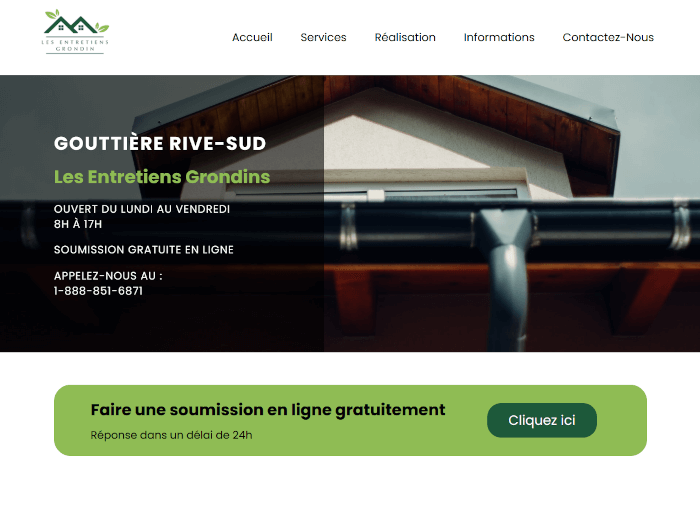 LES ENTRETIENS
GRONDIN
Accueil
Services
Réalisation
Informations
Contactez-Nous
GOUTTIÈRE RIVE-SUD
Les Entretiens Grondins
OUVERT DU LUNDI AU VENDREDI
8H À 17H
SOUMISSION GRATUITE EN LIGNE
APPELEZ-NOUS AU :
1-888-851-6871
Faire une soumission en ligne gratuitement
Réponse dans un délai de 24h
Cliquez ici